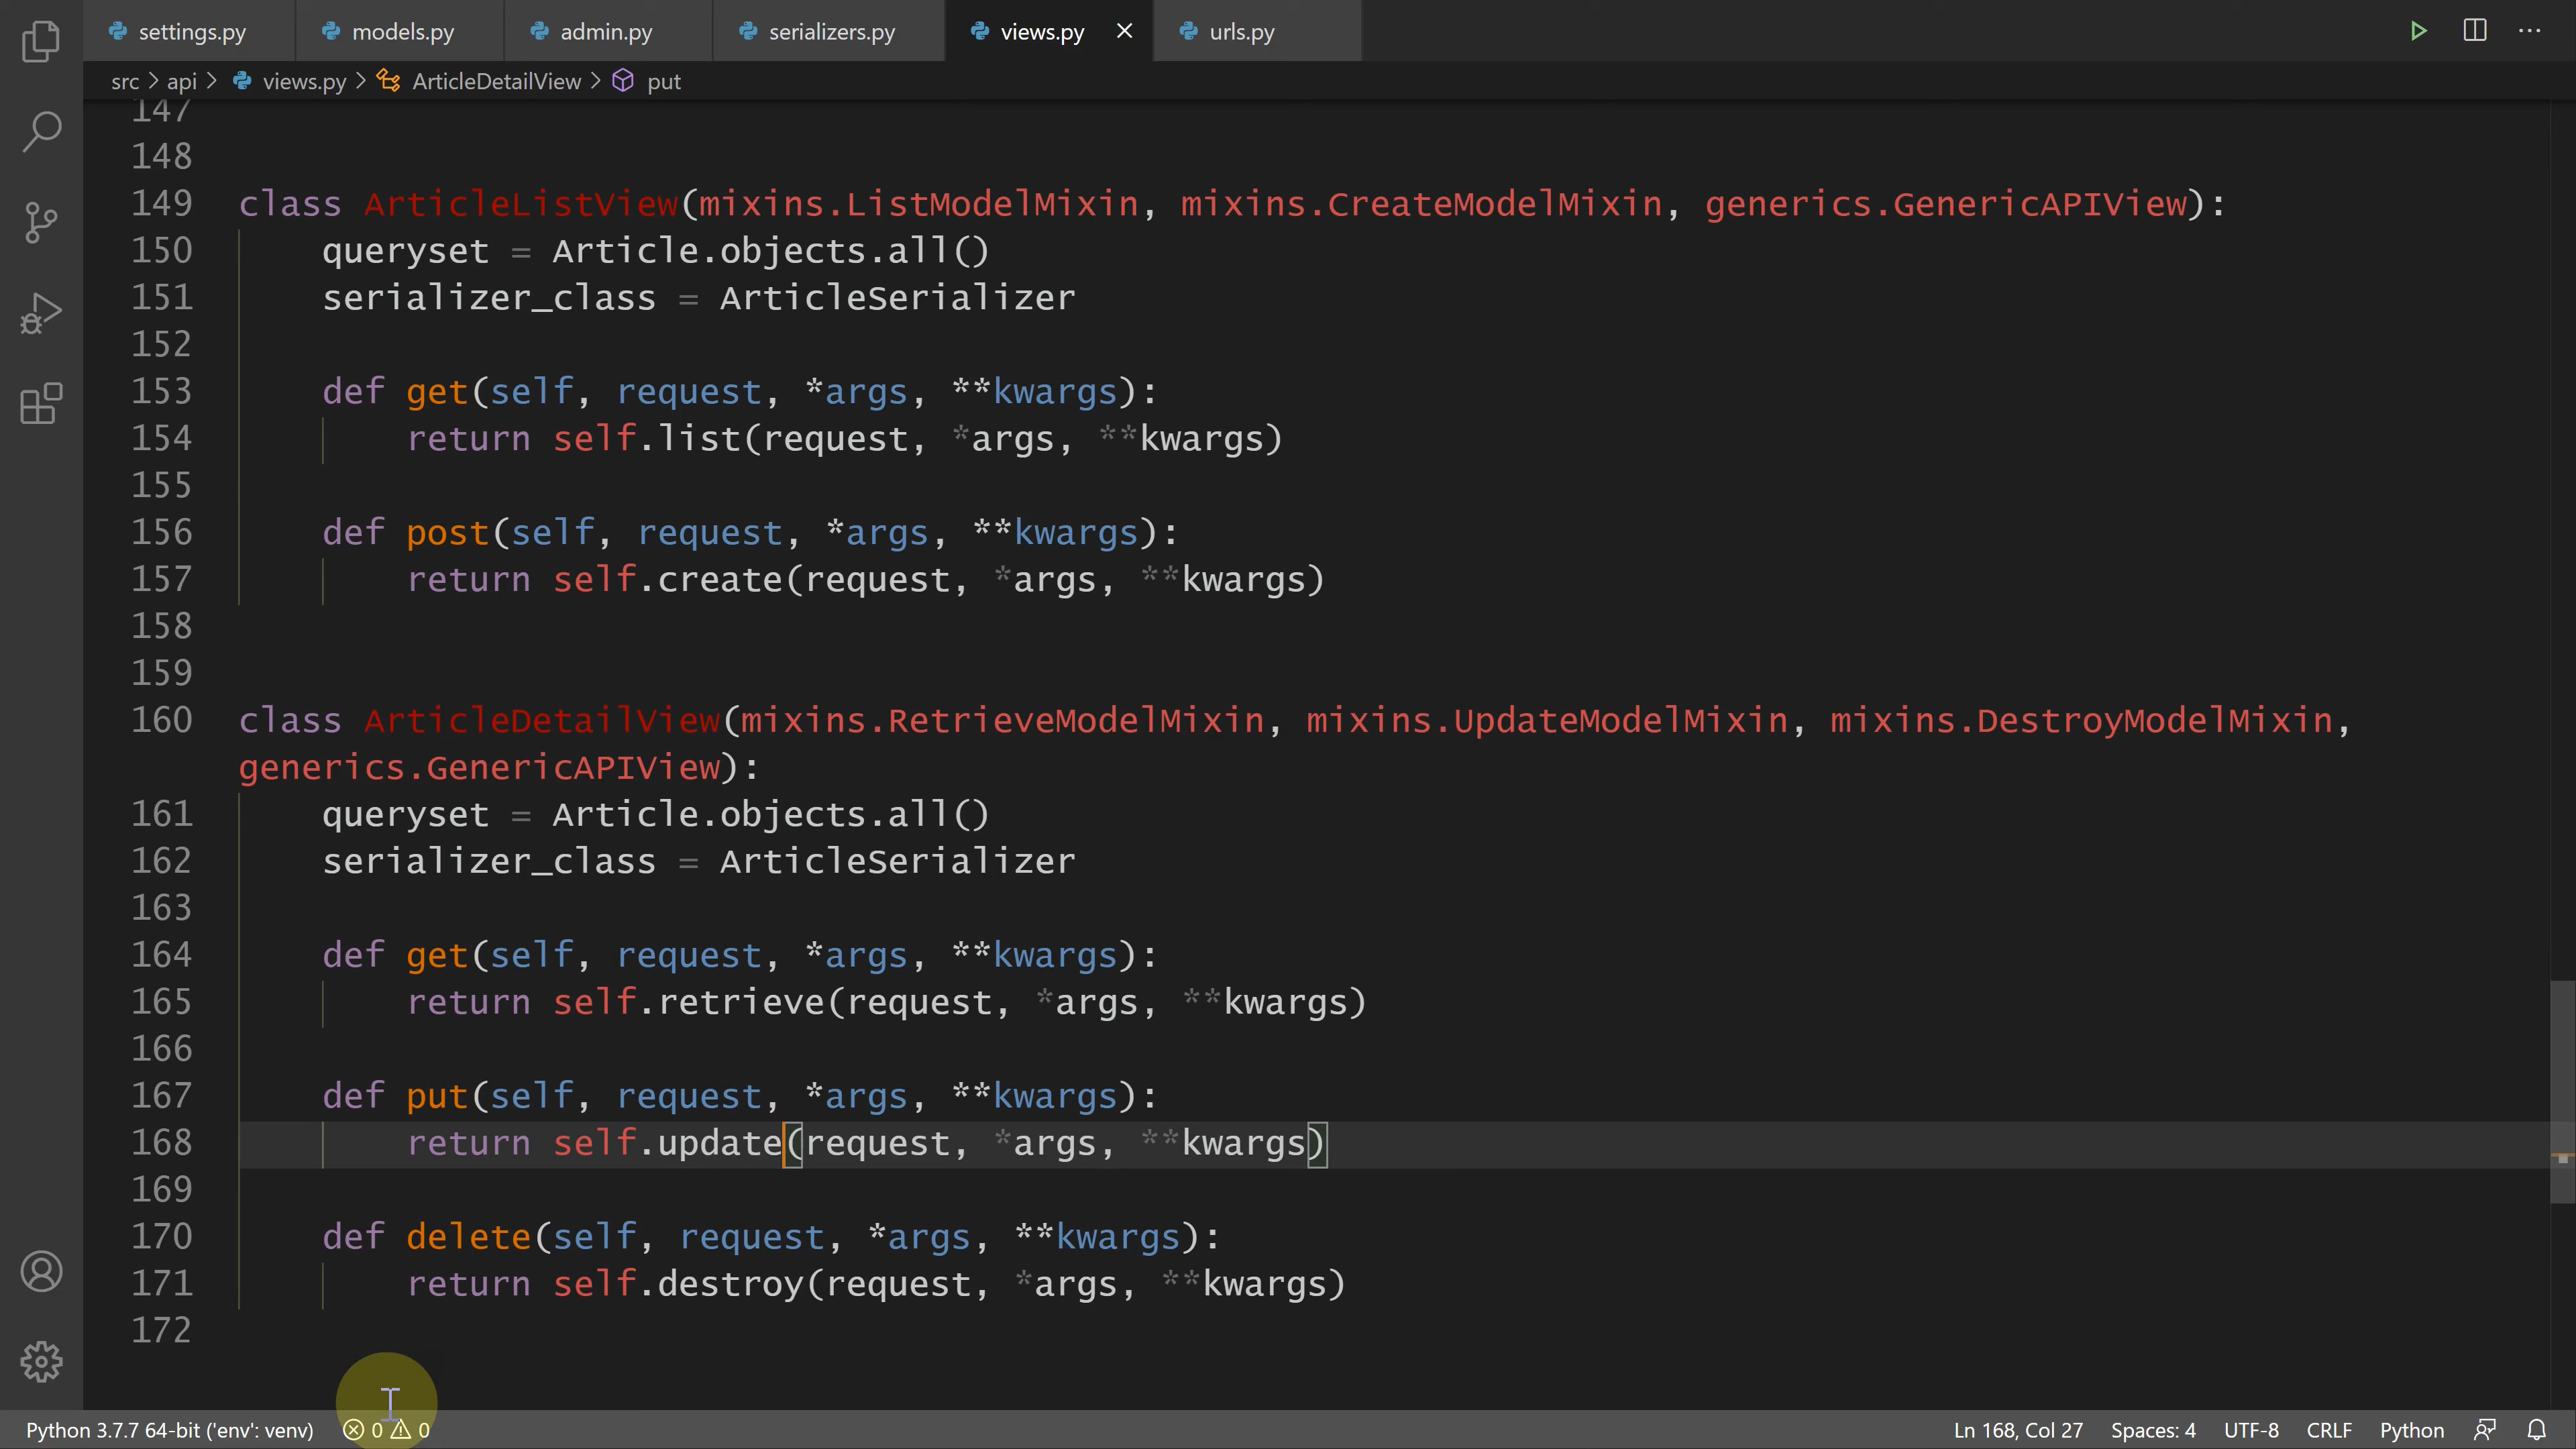 settings.py models.py admin.py serializers.py views.py urls.py
src > api > views.py > ArticleDetailView > put
147
148
149 class ArticleListView(mixins.ListModelMixin, mixins.CreateModelMixin, generics.GenericAPIView):
150 queryset = Article.objects.all()
151 serializer_class = ArticleSerializer
152
153 def get(self, request, *args, **kwargs):
154 return self.list(request, *args, **kwargs)
155
156 def post(self, request, *args, **kwargs):
157 return self.create(request, *args, **kwargs)
158
159
160 class ArticleDetailView(mixins.RetrieveModelMixin, mixins.UpdateModelMixin, mixins.DestroyModelMixin,
generics.GenericAPIView):
161 queryset = Article.objects.all()
162 serializer_class = ArticleSerializer
163
164 def get(self, request, *args, **kwargs):
165 return self.retrieve(request, *args, **kwargs)
166
167 def put(self, request, *args, **kwargs):
168 return self.update(request, *args, **kwargs)
169
170 def delete(self, request, *args, **kwargs):
171 return self.destroy(request, *args, **kwargs)
172
Python 3.7.7 64-bit ('env': venv) 0 0 Ln 168, Col 27 Spaces: 4 UTF-8 CRLF Python